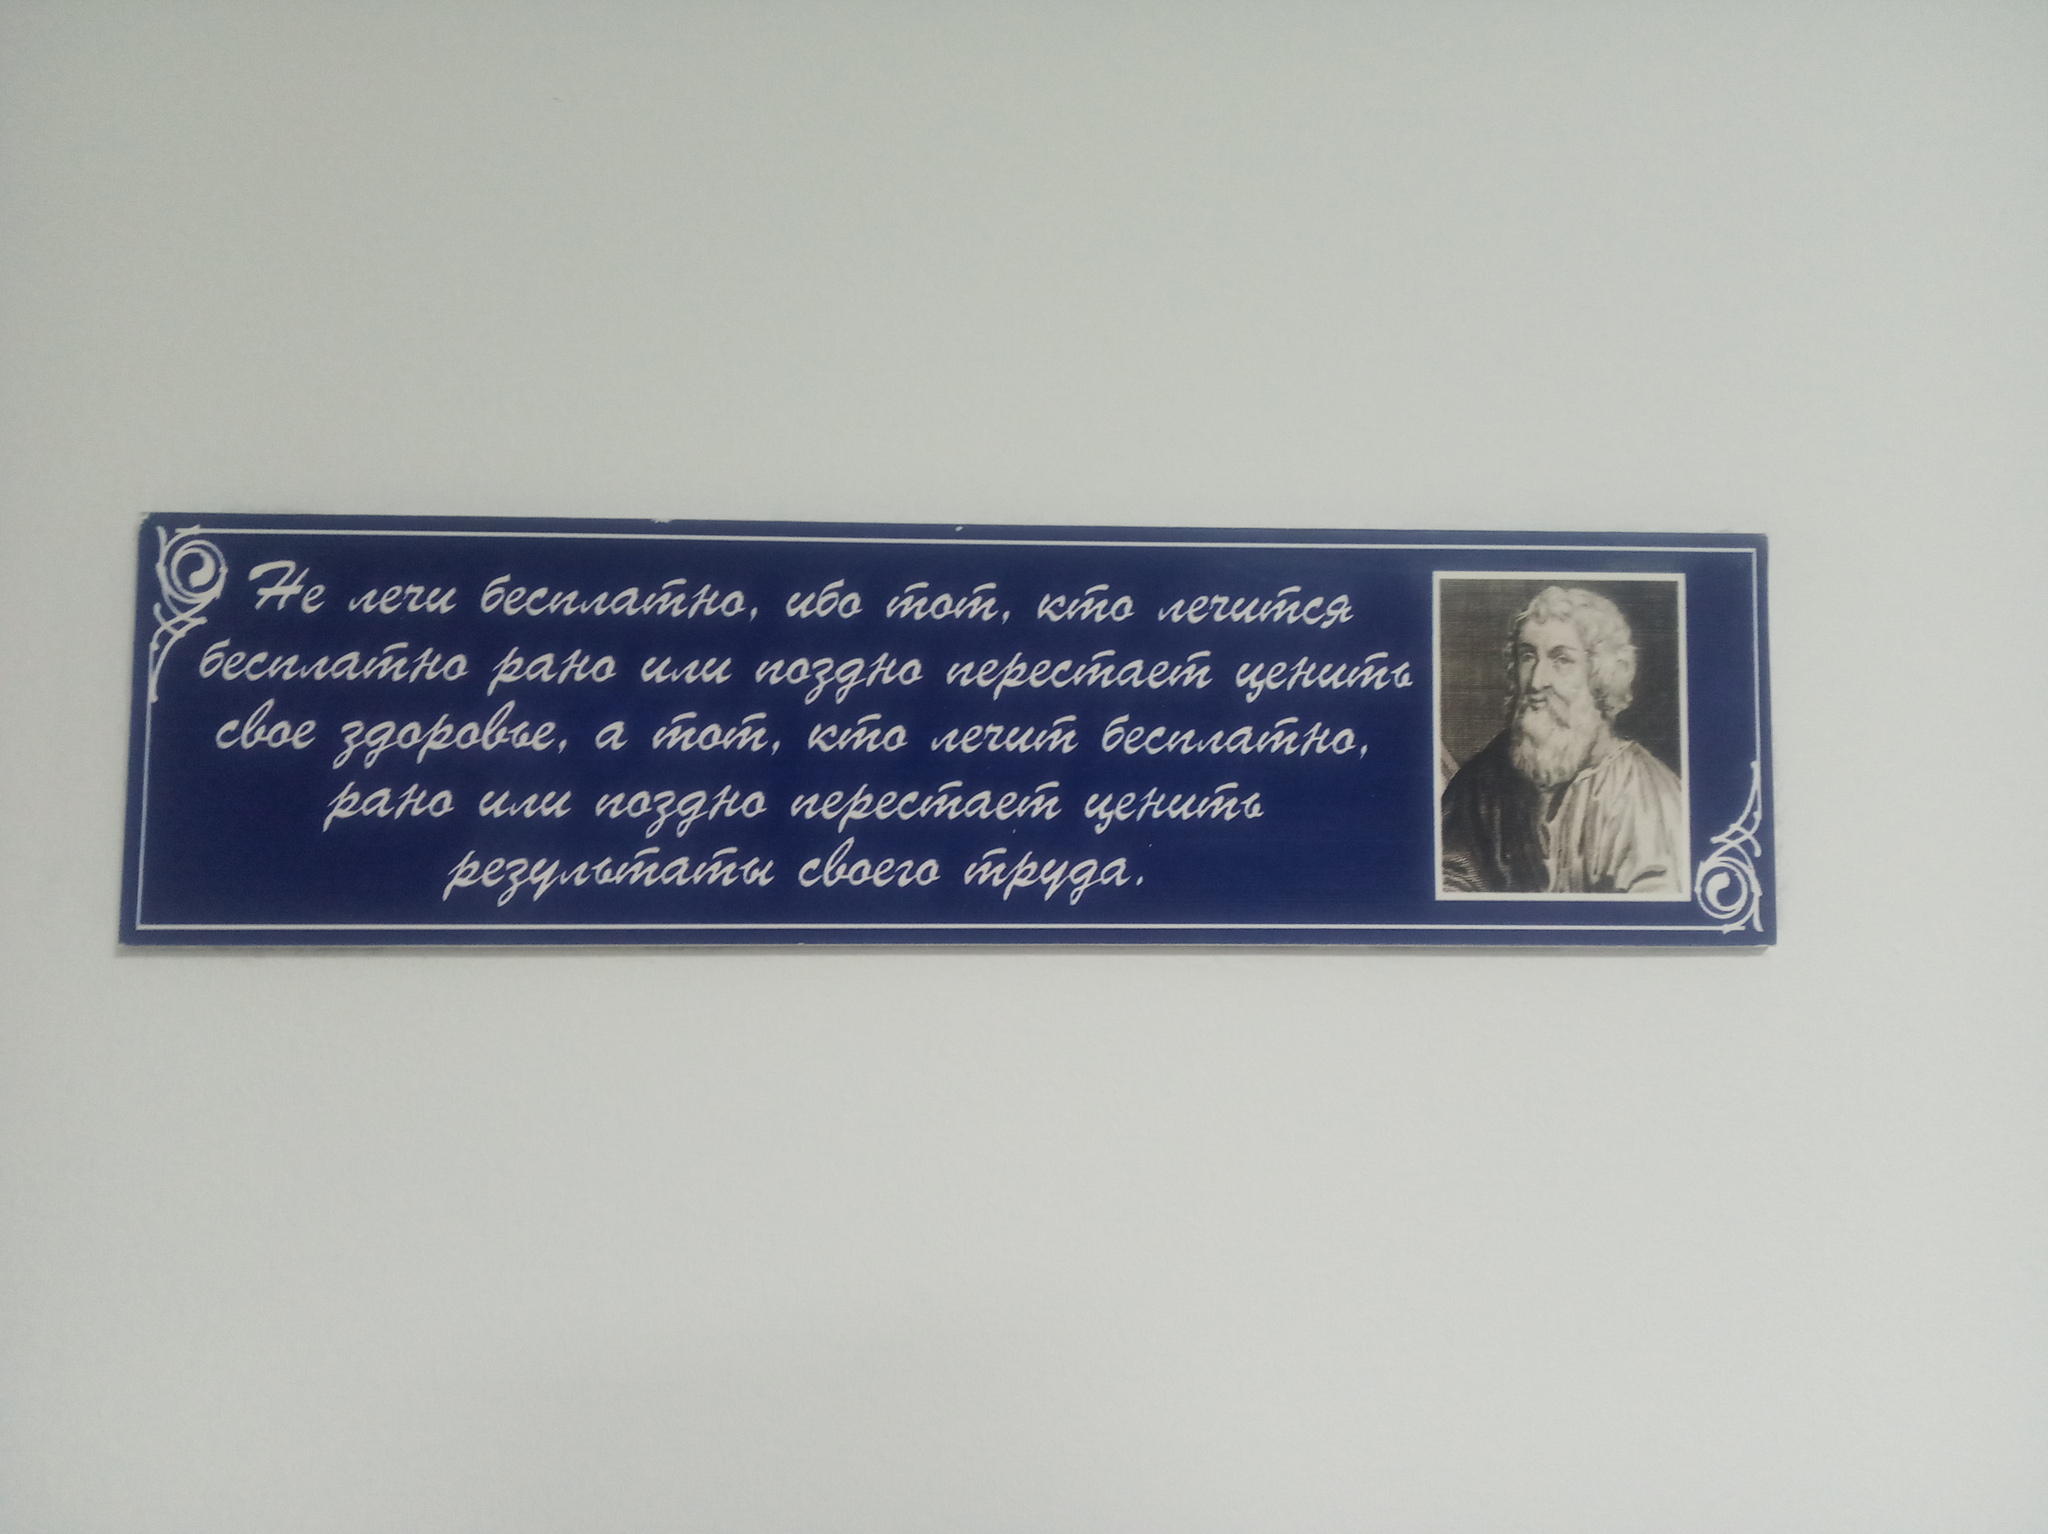 Не лечи бесплатно, ибо тот, кто лечится
бесплатно рано или поздно перестает ценить
свое здоровье, а тот, кто лечит бесплатно,
рано или поздно перестает ценить
результаты своего труда.